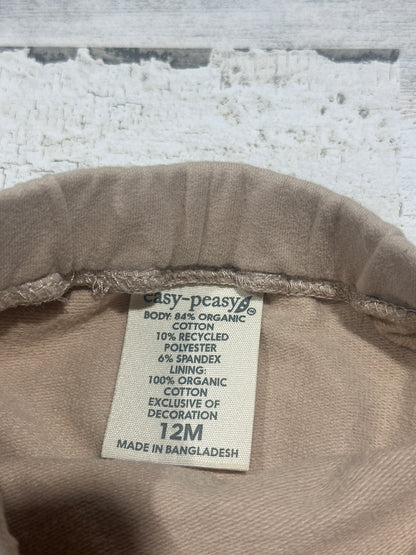 easy-peasy
BODY: 84% ORGANIC
COTTON
10% RECYCLED
POLYESTER
6% SPANDEX
LINING:
100% ORGANIC
COTTON
EXCLUSIVE OF
DECORATION
12M
MADE IN BANGLADESH